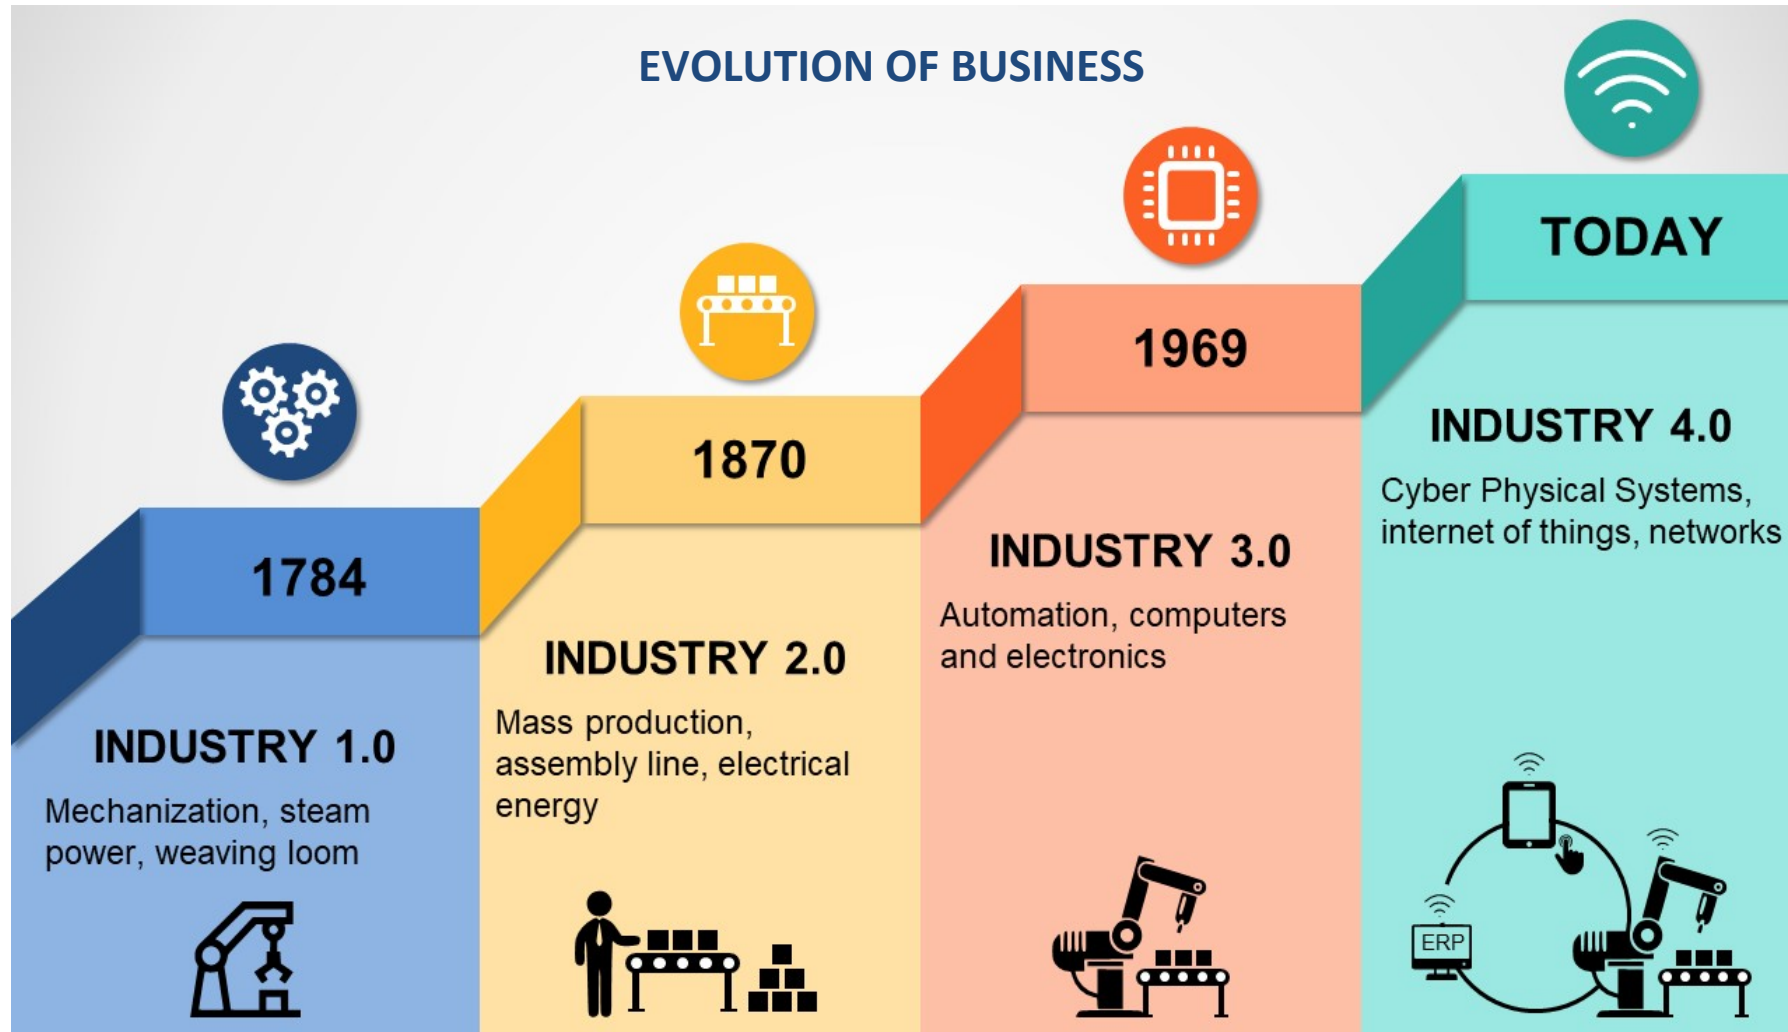 EVOLUTION OF BUSINESS
1784
INDUSTRY 1.0
Mechanization, steam
power, weaving loom
1870
INDUSTRY 2.0
Mass production,
assembly line, electrical
energy
1969
INDUSTRY 3.0
Automation, computers
and electronics
TODAY
INDUSTRY 4.0
Cyber Physical Systems,
internet of things, networks
ERP